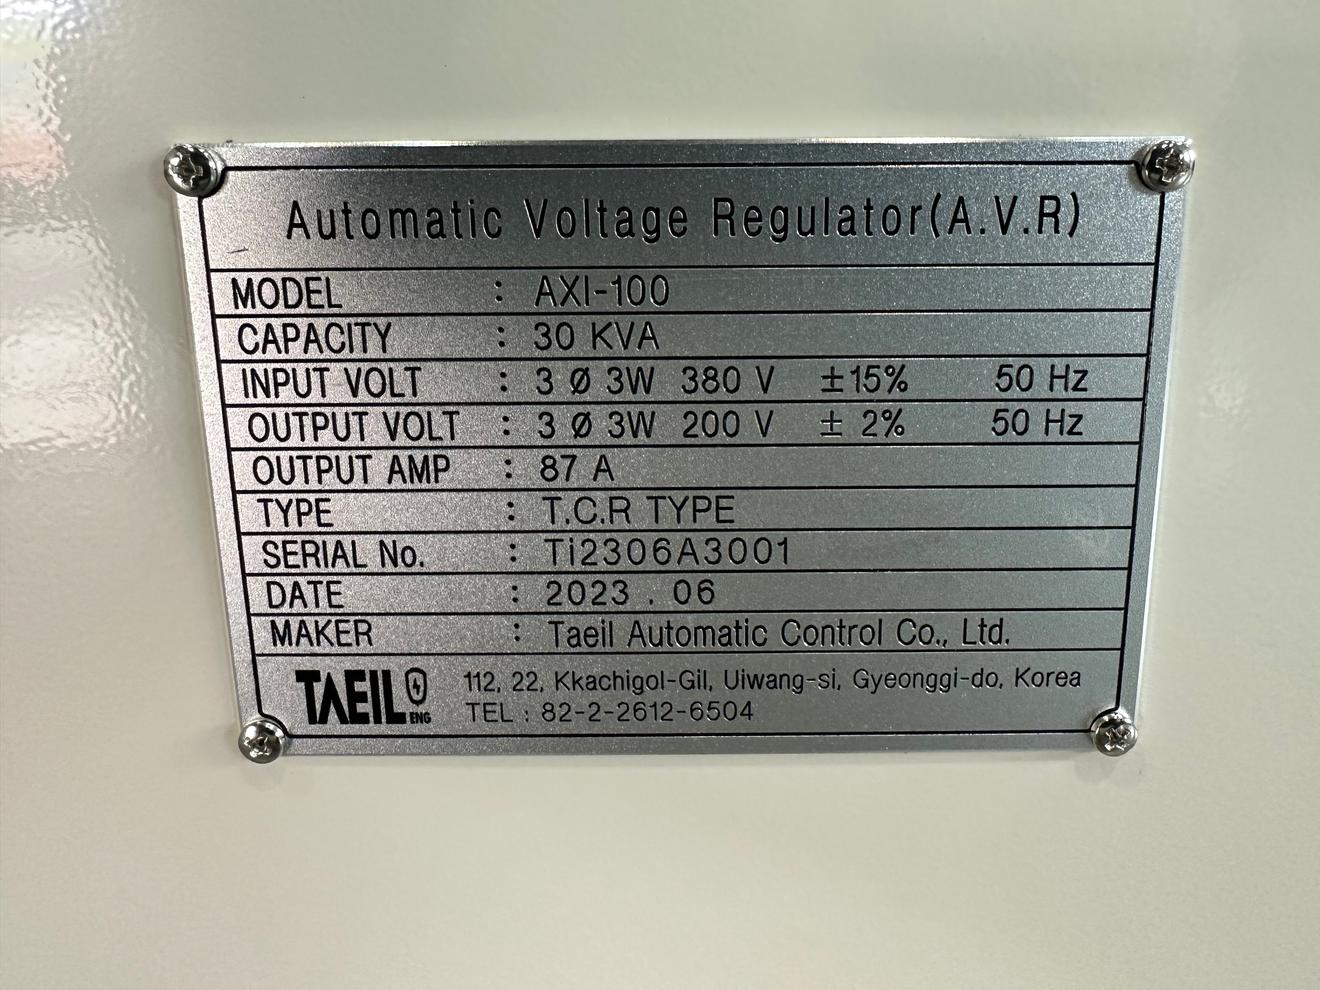 Automatic Voltage Regulator(A.V.R)
MODEL : AXI-100
CAPACITY : 30 KVA
INPUT VOLT : 3 Ø 3W 380 V ±15% 50 Hz
OUTPUT VOLT : 3 Ø 3W 200 V ± 2% 50 Hz
OUTPUT AMP : 87 A
TYPE : T.C.R TYPE
SERIAL No. : Ti2306A3001
DATE : 2023 . 06
MAKER : Taeil Automatic Control Co., Ltd.
TAEIL ENG 112, 22, Kkachigol-Gil, Uiwang-si, Gyeonggi-do, Korea
TEL : 82-2-2612-6504